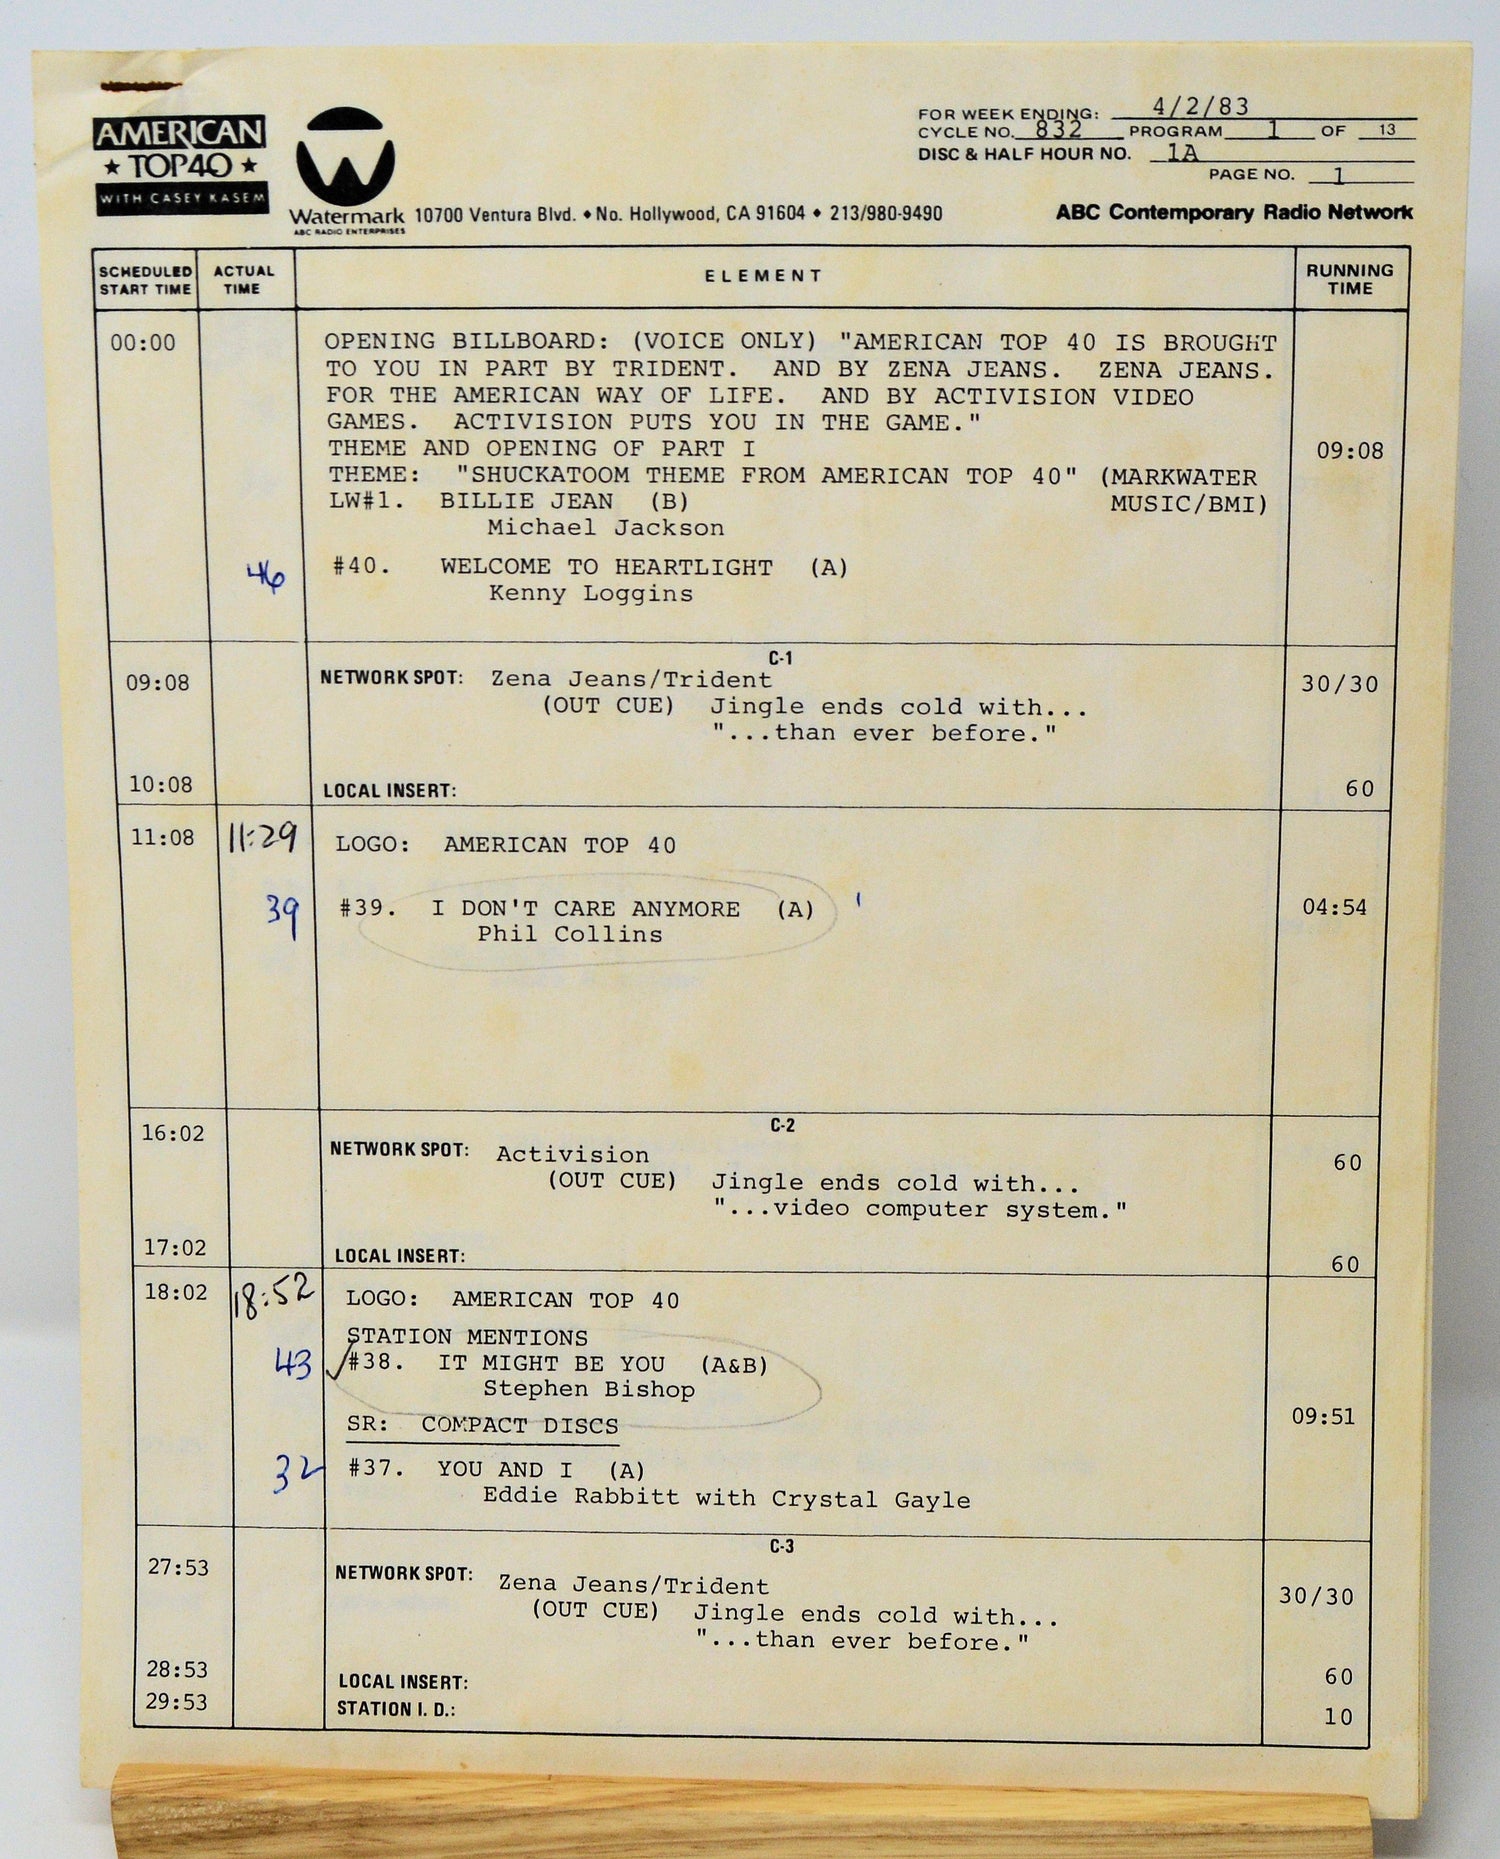 AMERICAN
★ TOP 40 ★
WITH CASEY KASEM
Watermark
ABC RADIO ENTERPRISES
10700 Ventura Blvd. • No. Hollywood, CA 91604 • 213/980-9490
FOR WEEK ENDING: 4/2/83
CYCLE NO. 832 PROGRAM 1 OF 13
DISC & HALF HOUR NO. 1A
PAGE NO. 1
ABC Contemporary Radio Network
SCHEDULED START TIME ACTUAL TIME ELEMENT RUNNING TIME
00:00 OPENING BILLBOARD: (VOICE ONLY) "AMERICAN TOP 40 IS BROUGHT
TO YOU IN PART BY TRIDENT. AND BY ZENA JEANS. ZENA JEANS.
FOR THE AMERICAN WAY OF LIFE. AND BY ACTIVISION VIDEO
GAMES. ACTIVISION PUTS YOU IN THE GAME."
THEME AND OPENING OF PART I 09:08
THEME: "SHUCKATOOM THEME FROM AMERICAN TOP 40" (MARKWATER
LW#1. BILLIE JEAN (B) MUSIC/BMI)
Michael Jackson
46 #40. WELCOME TO HEARTLIGHT (A)
Kenny Loggins
C-1
09:08 NETWORK SPOT: Zena Jeans/Trident 30/30
(OUT CUE) Jingle ends cold with...
"...than ever before."
10:08 LOCAL INSERT: 60
11:08 11:29 LOGO: AMERICAN TOP 40
39 #39. I DON'T CARE ANYMORE (A) 04:54
Phil Collins
C-2
16:02 NETWORK SPOT: Activision 60
(OUT CUE) Jingle ends cold with...
"...video computer system."
17:02 LOCAL INSERT: 60
18:02 18:52 LOGO: AMERICAN TOP 40
STATION MENTIONS
43 ✓ #38. IT MIGHT BE YOU (A&B)
Stephen Bishop
SR: COMPACT DISCS 09:51
32 #37. YOU AND I (A)
Eddie Rabbitt with Crystal Gayle
C-3
27:53 NETWORK SPOT: Zena Jeans/Trident 30/30
(OUT CUE) Jingle ends cold with...
"...than ever before."
28:53 LOCAL INSERT: 60
29:53 STATION I. D.: 10